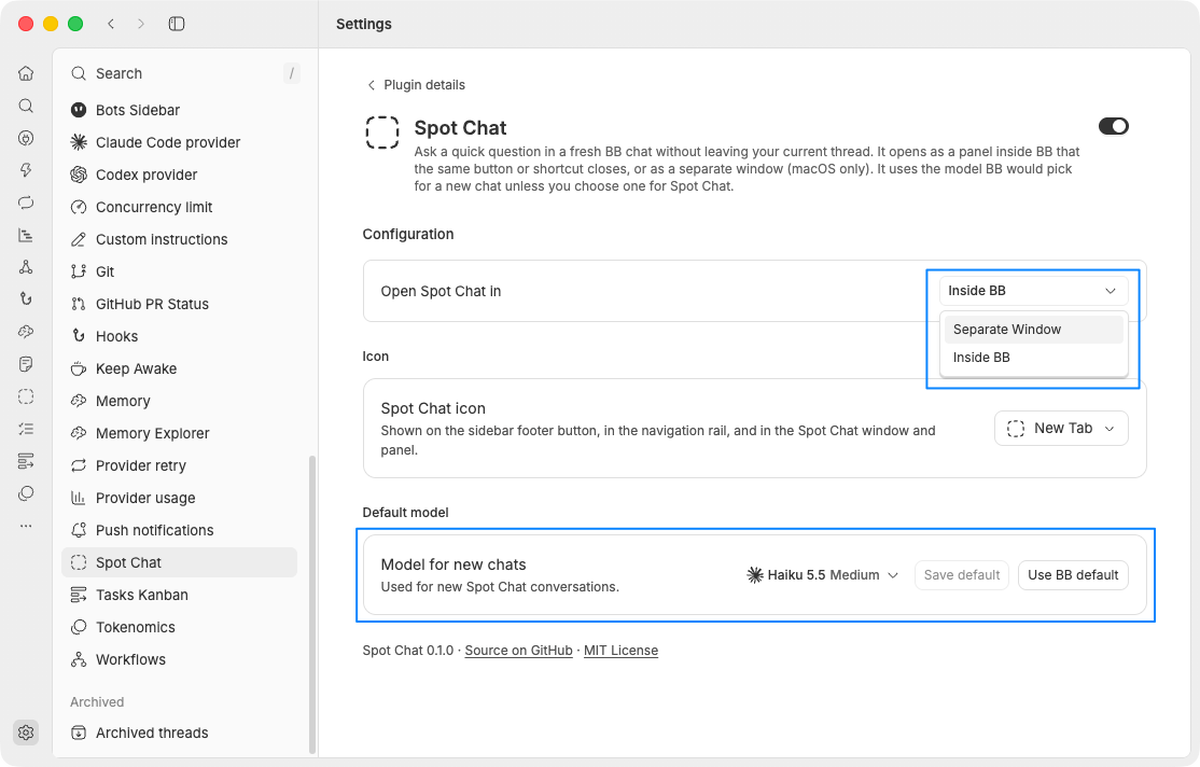 Settings
Search
/
Bots Sidebar
Claude Code provider
Codex provider
Concurrency limit
Custom instructions
Git
GitHub PR Status
Hooks
Keep Awake
Memory
Memory Explorer
Provider retry
Provider usage
Push notifications
Spot Chat
Tasks Kanban
Tokenomics
Workflows
Archived
Archived threads
Plugin details
Spot Chat
Ask a quick question in a fresh BB chat without leaving your current thread. It opens as a panel inside BB that
the same button or shortcut closes, or as a separate window (macOS only). It uses the model BB would pick
for a new chat unless you choose one for Spot Chat.
Configuration
Open Spot Chat in
Inside BB
Separate Window
Inside BB
Icon
Spot Chat icon
Shown on the sidebar footer button, in the navigation rail, and in the Spot Chat window and
panel.
New Tab
Default model
Model for new chats
Used for new Spot Chat conversations.
Haiku 5.5 Medium
Save default
Use BB default
Spot Chat 0.1.0 · Source on GitHub · MIT License